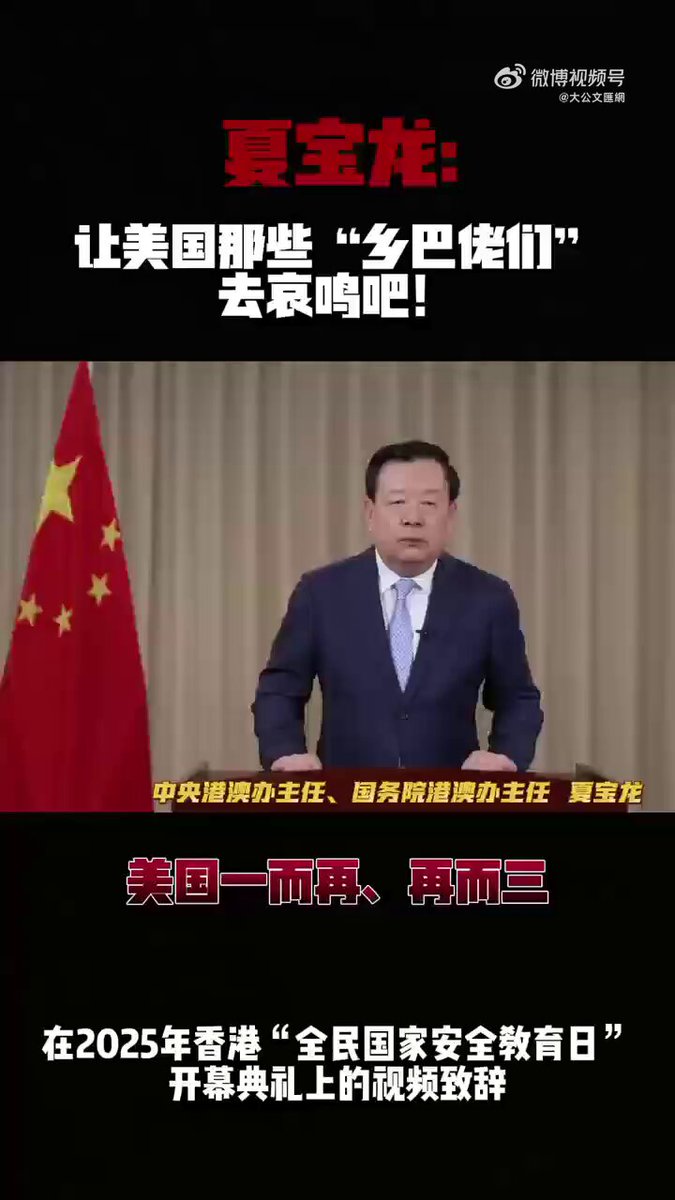 微博视频号
@大公文匯網
夏宝龙:
让美国那些“乡巴佬们”
去哀鸣吧!
中央港澳办主任、国务院港澳办主任 夏宝龙
美国一而再、再而三
在2025年香港“全民国家安全教育日”
开幕典礼上的视频致辞